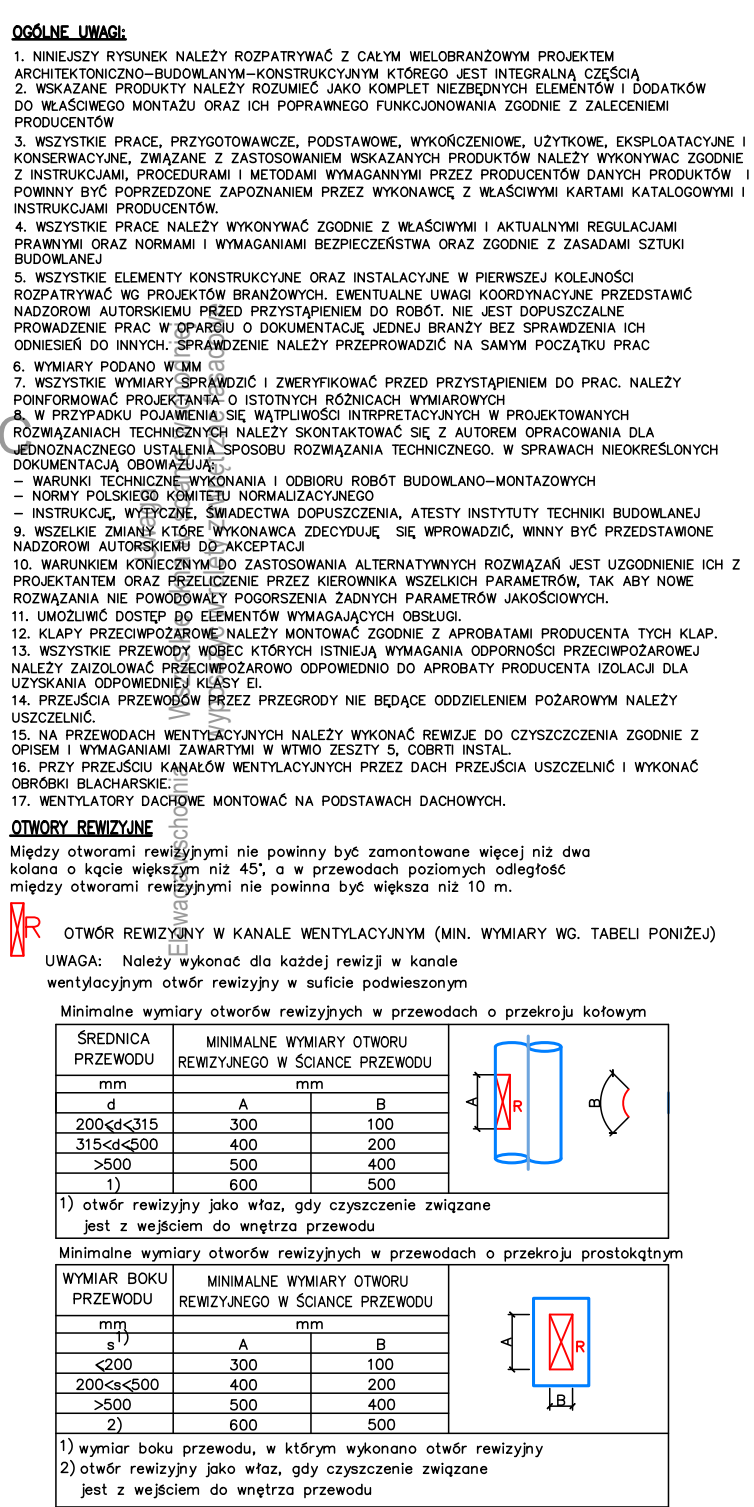 OGÓLNE UWAGI:
1. NINIEJSZY RYSUNEK NALEŻY ROZPATRYWAĆ Z CAŁYM WIELOBRANŻOWYM PROJEKTEM
ARCHITEKTONICZNO-BUDOWLANYM-KONSTRUKCYJNYM KTÓREGO JEST INTEGRALNĄ CZĘŚCIĄ
2. WSKAZANE PRODUKTY NALEŻY ROZUMIEĆ JAKO KOMPLET NIEZBĘDNYCH ELEMENTÓW I DODATKÓW
DO WŁAŚCIWEGO MONTAŻU ORAZ ICH POPRAWNEGO FUNKCJONOWANIA ZGODNIE Z ZALECENIEMI
PRODUCENTÓW
3. WSZYSTKIE PRACE, PRZYGOTOWAWCZE, PODSTAWOWE, WYKOŃCZENIOWE, UŻYTKOWE, EKSPLOATACYJNE I
KONSERWACYJNE, ZWIĄZANE Z ZASTOSOWANIEM WSKAZANYCH PRODUKTÓW NALEŻY WYKONYWAC ZGODNIE
Z INSTRUKCJAMI, PROCEDURAMI I METODAMI WYMAGANNYMI PRZEZ PRODUCENTÓW DANYCH PRODUKTÓW I
POWINNY BYĆ POPRZEDZONE ZAPOZNANIEM PRZEZ WYKONAWCĘ Z WŁAŚCIWYMI KARTAMI KATALOGOWYMI I
INSTRUKCJAMI PRODUCENTÓW.
4. WSZYSTKIE PRACE NALEŻY WYKONYWAĆ ZGODNIE Z WŁAŚCIWYMI I AKTUALNYMI REGULACJAMI
PRAWNYMI ORAZ NORMAMI I WYMAGANIAMI BEZPIECZEŃSTWA ORAZ ZGODNIE Z ZASADAMI SZTUKI
BUDOWLANEJ
5. WSZYSTKIE ELEMENTY KONSTRUKCYJNE ORAZ INSTALACYJNE W PIERWSZEJ KOLEJNOŚCI
ROZPATRYWAĆ WG PROJEKTÓW BRANŻOWYCH. EWENTUALNE UWAGI KOORDYNACYJNE PRZEDSTAWIĆ
NADZOROWI AUTORSKIEMU PRZED PRZYSTĄPIENIEM DO ROBÓT. NIE JEST DOPUSZCZALNE
PROWADZENIE PRAC W OPARCIU O DOKUMENTACJĘ JEDNEJ BRANŻY BEZ SPRAWDZENIA ICH
ODNIESIEŃ DO INNYCH. SPRAWDZENIE NALEŻY PRZEPROWADZIĆ NA SAMYM POCZĄTKU PRAC
6. WYMIARY PODANO W MM
7. WSZYSTKIE WYMIARY SPRAWDZIĆ I ZWERYFIKOWAĆ PRZED PRZYSTĄPIENIEM DO PRAC. NALEŻY
POINFORMOWAĆ PROJEKTANTA O ISTOTNYCH RÓŻNICACH WYMIAROWYCH
8. W PRZYPADKU POJAWIENIA SIĘ WĄTPLIWOŚCI INTRPRETACYJNYCH W PROJEKTOWANYCH
ROZWIĄZANIACH TECHNICZNYCH NALEŻY SKONTAKTOWAĆ SIĘ Z AUTOREM OPRACOWANIA DLA
JEDNOZNACZNEGO USTALENIA SPOSOBU ROZWIĄZANIA TECHNICZNEGO. W SPRAWACH NIEOKREŚLONYCH
DOKUMENTACJĄ OBOWIĄZUJĄ:
- WARUNKI TECHNICZNE WYKONANIA I ODBIORU ROBÓT BUDOWLANO-MONTAZOWYCH
- NORMY POLSKIEGO KOMITETU NORMALIZACYJNEGO
- INSTRUKCJĘ, WYTYCZNE, ŚWIADECTWA DOPUSZCZENIA, ATESTY INSTYTUTY TECHNIKI BUDOWLANEJ
9. WSZELKIE ZMIANY KTÓRE WYKONAWCA ZDECYDUJĘ SIĘ WPROWADZIĆ, WINNY BYĆ PRZEDSTAWIONE
NADZOROWI AUTORSKIEMU DO AKCEPTACJI
10. WARUNKIEM KONIECZNYM DO ZASTOSOWANIA ALTERNATYWNYCH ROZWIĄZAŃ JEST UZGODNIENIE ICH Z
PROJEKTANTEM ORAZ PRZELICZENIE PRZEZ KIEROWNIKA WSZELKICH PARAMETRÓW, TAK ABY NOWE
ROZWĄZANIA NIE POWODOWAŁY POGORSZENIA ŻADNYCH PARAMETRÓW JAKOŚCIOWYCH.
11. UMOŻLIWIĆ DOSTĘP DO ELEMENTÓW WYMAGAJĄCYCH OBSŁUGI.
12. KLAPY PRZECIWPOŻAROWE NALEŻY MONTOWAĆ ZGODNIE Z APROBATAMI PRODUCENTA TYCH KLAP.
13. WSZYSTKIE PRZEWODY WOBEC KTÓRYCH ISTNIEJĄ WYMAGANIA ODPORNOŚCI PRZECIWPOŻAROWEJ
NALEŻY ZAIZOLOWAĆ PRZECIWPOŻAROWO ODPOWIEDNIO DO APROBATY PRODUCENTA IZOLACJI DLA
UZYSKANIA ODPOWIEDNIEJ KLASY EI.
14. PRZEJŚCIA PRZEWODÓW PRZEZ PRZEGRODY NIE BĘDĄCE ODDZIELENIEM POŻAROWYM NALEŻY
USZCZELNIĆ.
15. NA PRZEWODACH WENTYLACYJNYCH NALEŻY WYKONAĆ REWIZJE DO CZYSZCZCZENIA ZGODNIE Z
OPISEM I WYMAGANIAMI ZAWARTYMI W WTWIO ZESZTY 5, COBRTI INSTAL.
16. PRZY PRZEJŚCIU KANAŁÓW WENTYLACYJNYCH PRZEZ DACH PRZEJŚCIA USZCZELNIĆ I WYKONAĆ
OBRÓBKI BLACHARSKIE.
17. WENTYLATORY DACHOWE MONTOWAĆ NA PODSTAWACH DACHOWYCH.
OTWORY REWIZYJNE
Między otworami rewizyjnymi nie powinny być zamontowane więcej niż dwa
kolana o kącie większym niż 45°, a w przewodach poziomych odległość
między otworami rewizyjnymi nie powinna być większa niż 10 m.
R OTWÓR REWIZYJNY W KANALE WENTYLACYJNYM (MIN. WYMIARY WG. TABELI PONIŻEJ)
UWAGA: Należy wykonać dla każdej rewizji w kanale
wentylacyjnym otwór rewizyjny w suficie podwieszonym
Minimalne wymiary otworów rewizyjnych w przewodach o przekroju kołowym
ŚREDNICA PRZEWODU MINIMALNE WYMIARY OTWORU REWIZYJNEGO W ŚCIANCE PRZEWODU
mm mm
d A B
200≤d≤315 300 100
315<d≤500 400 200
>500 500 400
1) 600 500
A R B
1) otwór rewizyjny jako właz, gdy czyszczenie związane
jest z wejściem do wnętrza przewodu
Minimalne wymiary otworów rewizyjnych w przewodach o przekroju prostokątnym
WYMIAR BOKU PRZEWODU MINIMALNE WYMIARY OTWORU REWIZYJNEGO W ŚCIANCE PRZEWODU
mm mm
s1) A B
≤200 300 100
200<s≤500 400 200
>500 500 400
2) 600 500
A R
B
1) wymiar boku przewodu, w którym wykonano otwór rewizyjny
2) otwór rewizyjny jako właz, gdy czyszczenie związane
jest z wejściem do wnętrza przewodu